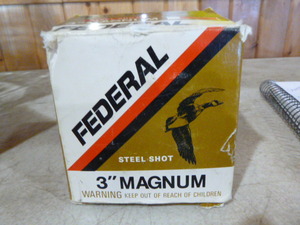 FEDERAL
STEEL-SHOT
3" MAGNUM
WARNING KEEP OUT OF REACH OF CHILDREN